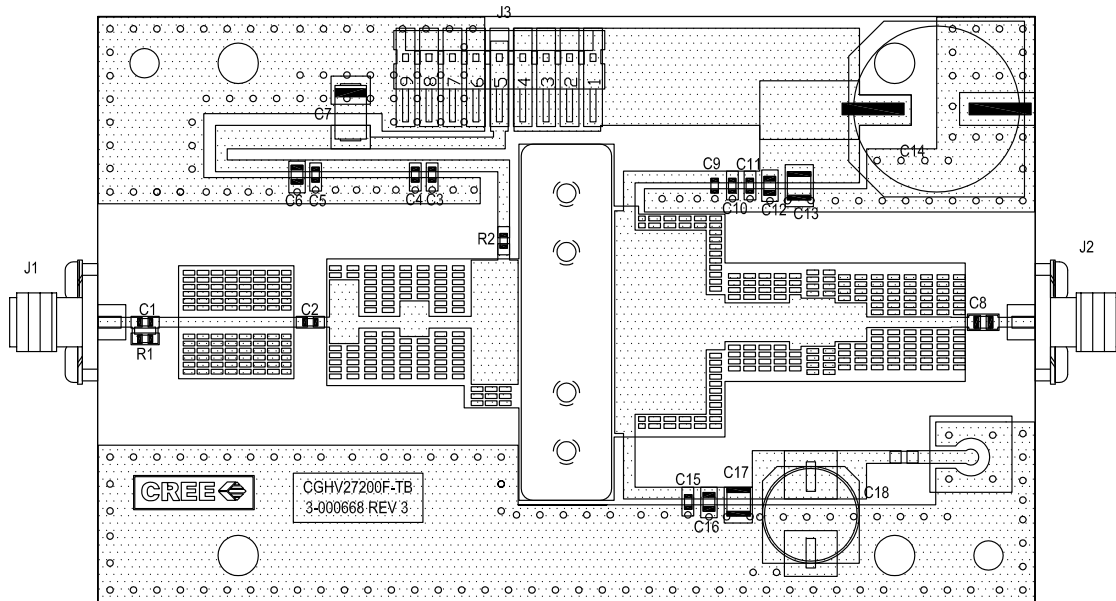 J3
9 8 7 6 5 4 3 2 1
C7
C14
C9 C11
C6 C5 C4 C3
C10 C12 C13
R2
J1
J2
C1 C2 C8
R1
C15 C17
C16 C18
CREE
CGHV27200F-TB
3-000668 REV 3